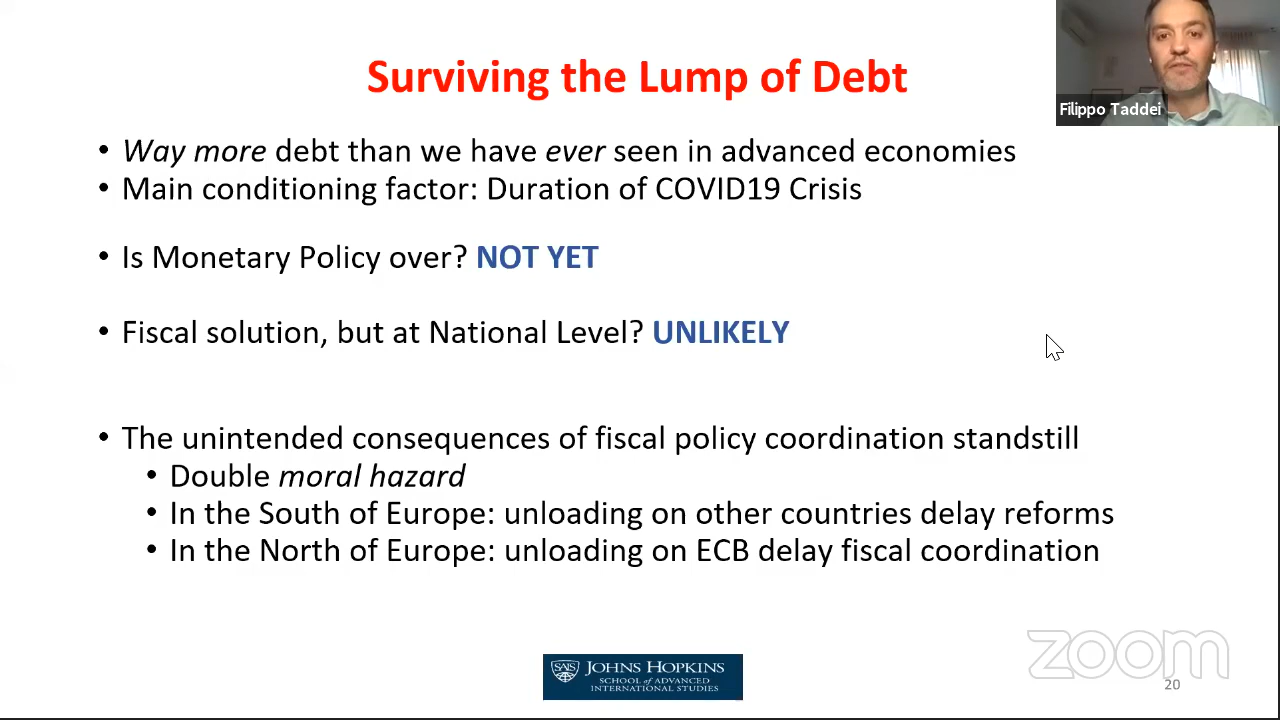 Surviving the Lump of Debt
Filippo Taddei
• Way more debt than we have ever seen in advanced economies
• Main conditioning factor: Duration of COVID19 Crisis
• Is Monetary Policy over? NOT YET
• Fiscal solution, but at National Level? UNLIKELY
• The unintended consequences of fiscal policy coordination standstill
• Double moral hazard
• In the South of Europe: unloading on other countries delay reforms
• In the North of Europe: unloading on ECB delay fiscal coordination
SAIS
JOHNS HOPKINS
SCHOOL of ADVANCED
INTERNATIONAL STUDIES
zoom
20